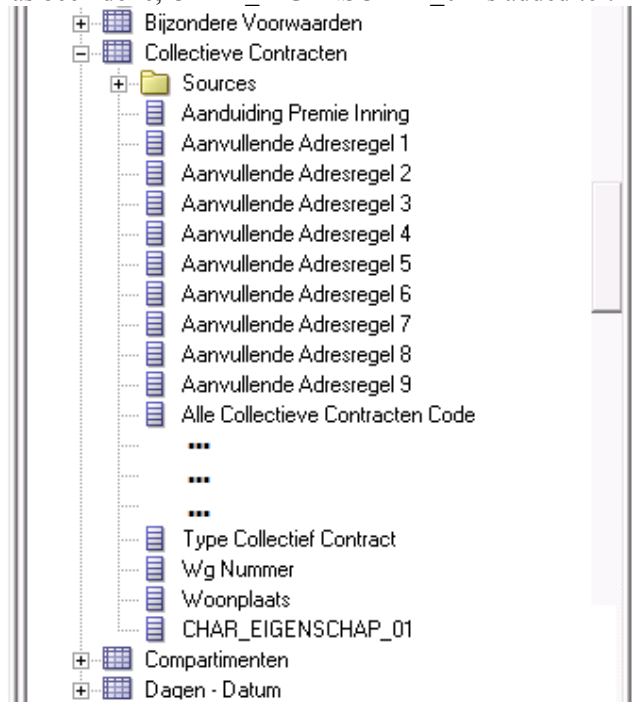 Bijzondere Voorwaarden
Collectieve Contracten
Sources
Aanduiding Premie Inning
Aanvullende Adresregel 1
Aanvullende Adresregel 2
Aanvullende Adresregel 3
Aanvullende Adresregel 4
Aanvullende Adresregel 5
Aanvullende Adresregel 6
Aanvullende Adresregel 7
Aanvullende Adresregel 8
Aanvullende Adresregel 9
Alle Collectieve Contracten Code
...
...
...
Type Collectief Contract
Wg Nummer
Woonplaats
CHAR_EIGENSCHAP_01
Compartimenten
Dagen - Datum